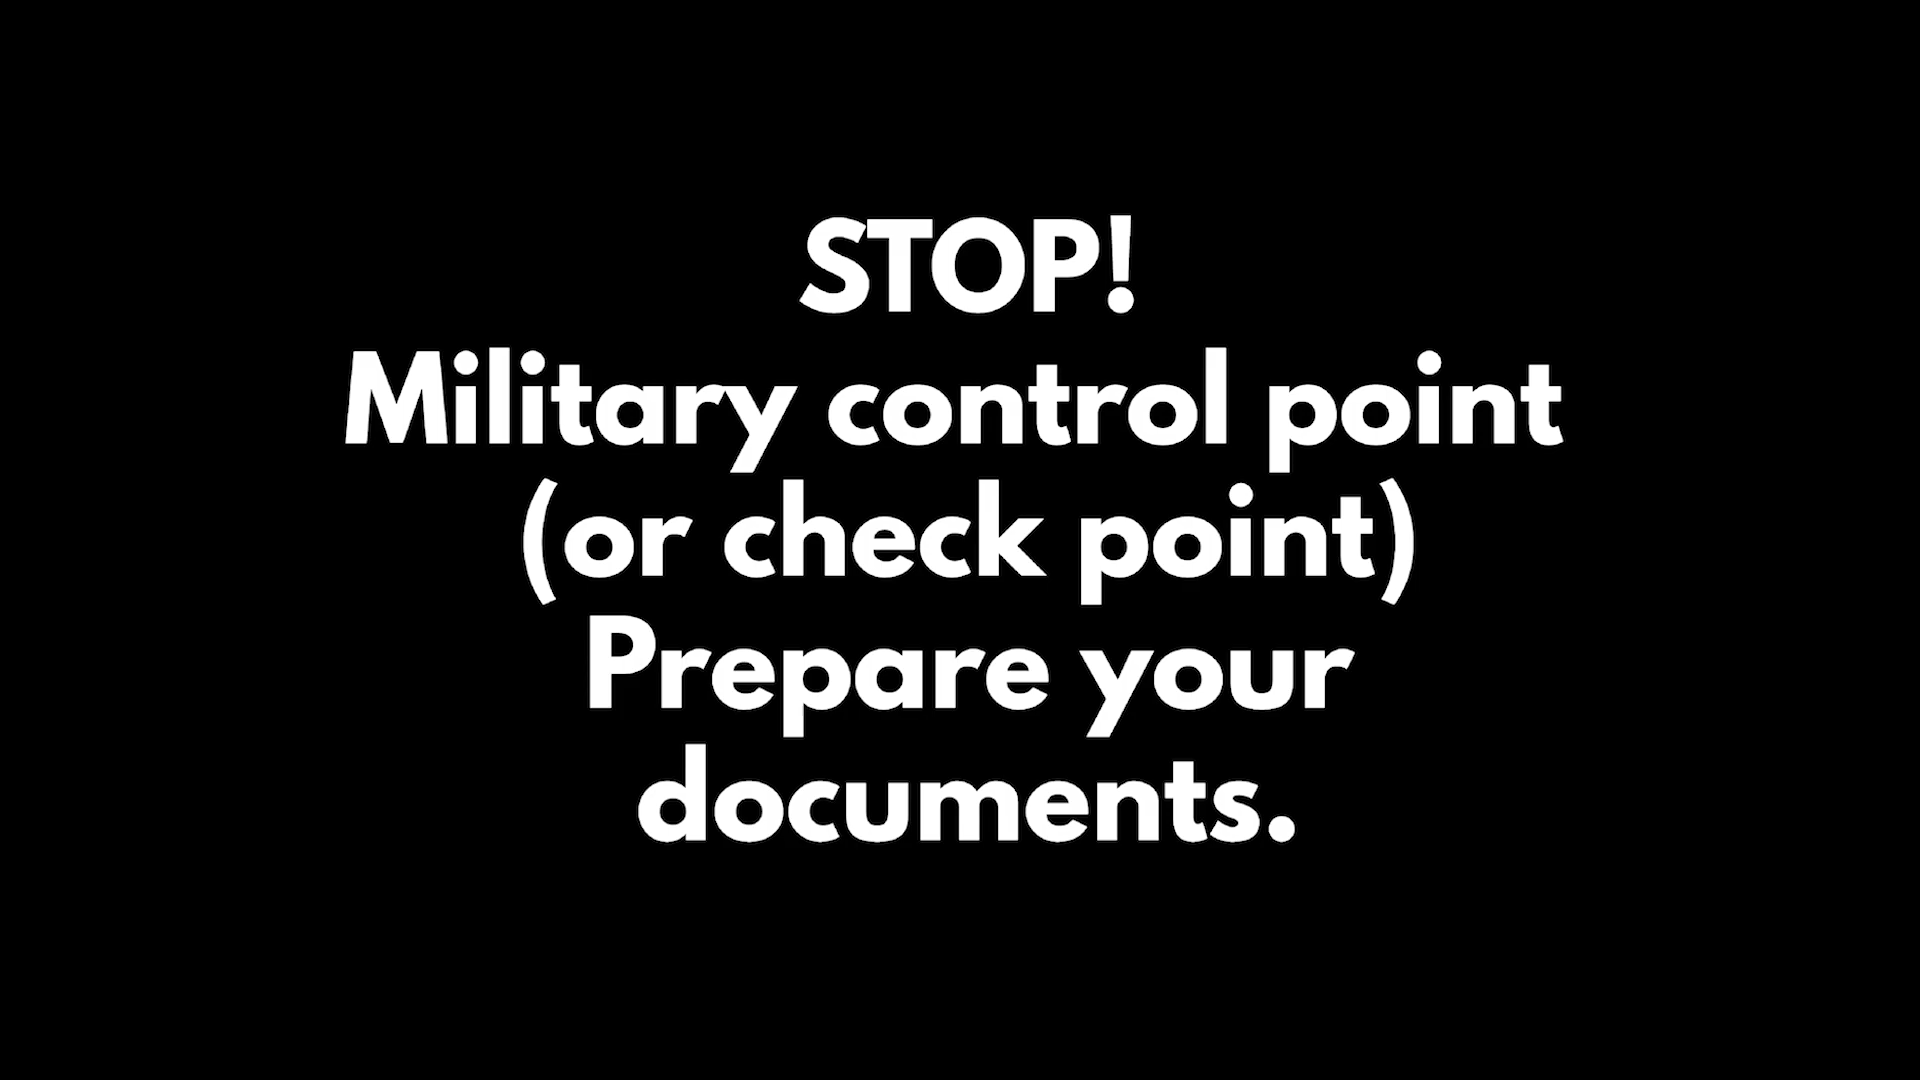 STOP!
Military control point
(or check point)
Prepare your
documents.